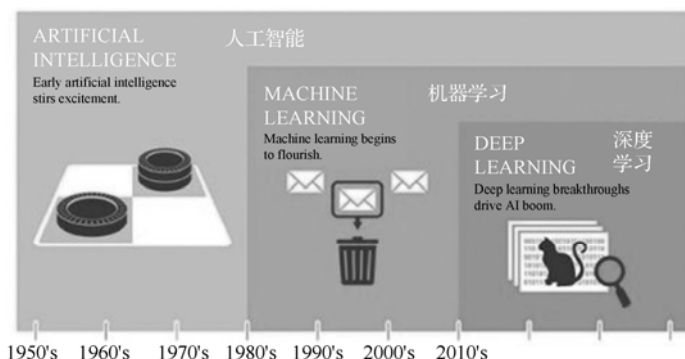 ARTIFICIAL
INTELLIGENCE
人工智能
Early artificial intelligence
stirs excitement.
MACHINE
LEARNING
机器学习
Machine learning begins
to flourish.
DEEP
LEARNING
深度
学习
Deep learning breakthroughs
drive AI boom.
1950's 1960's 1970's 1980's 1990's 2000's 2010's